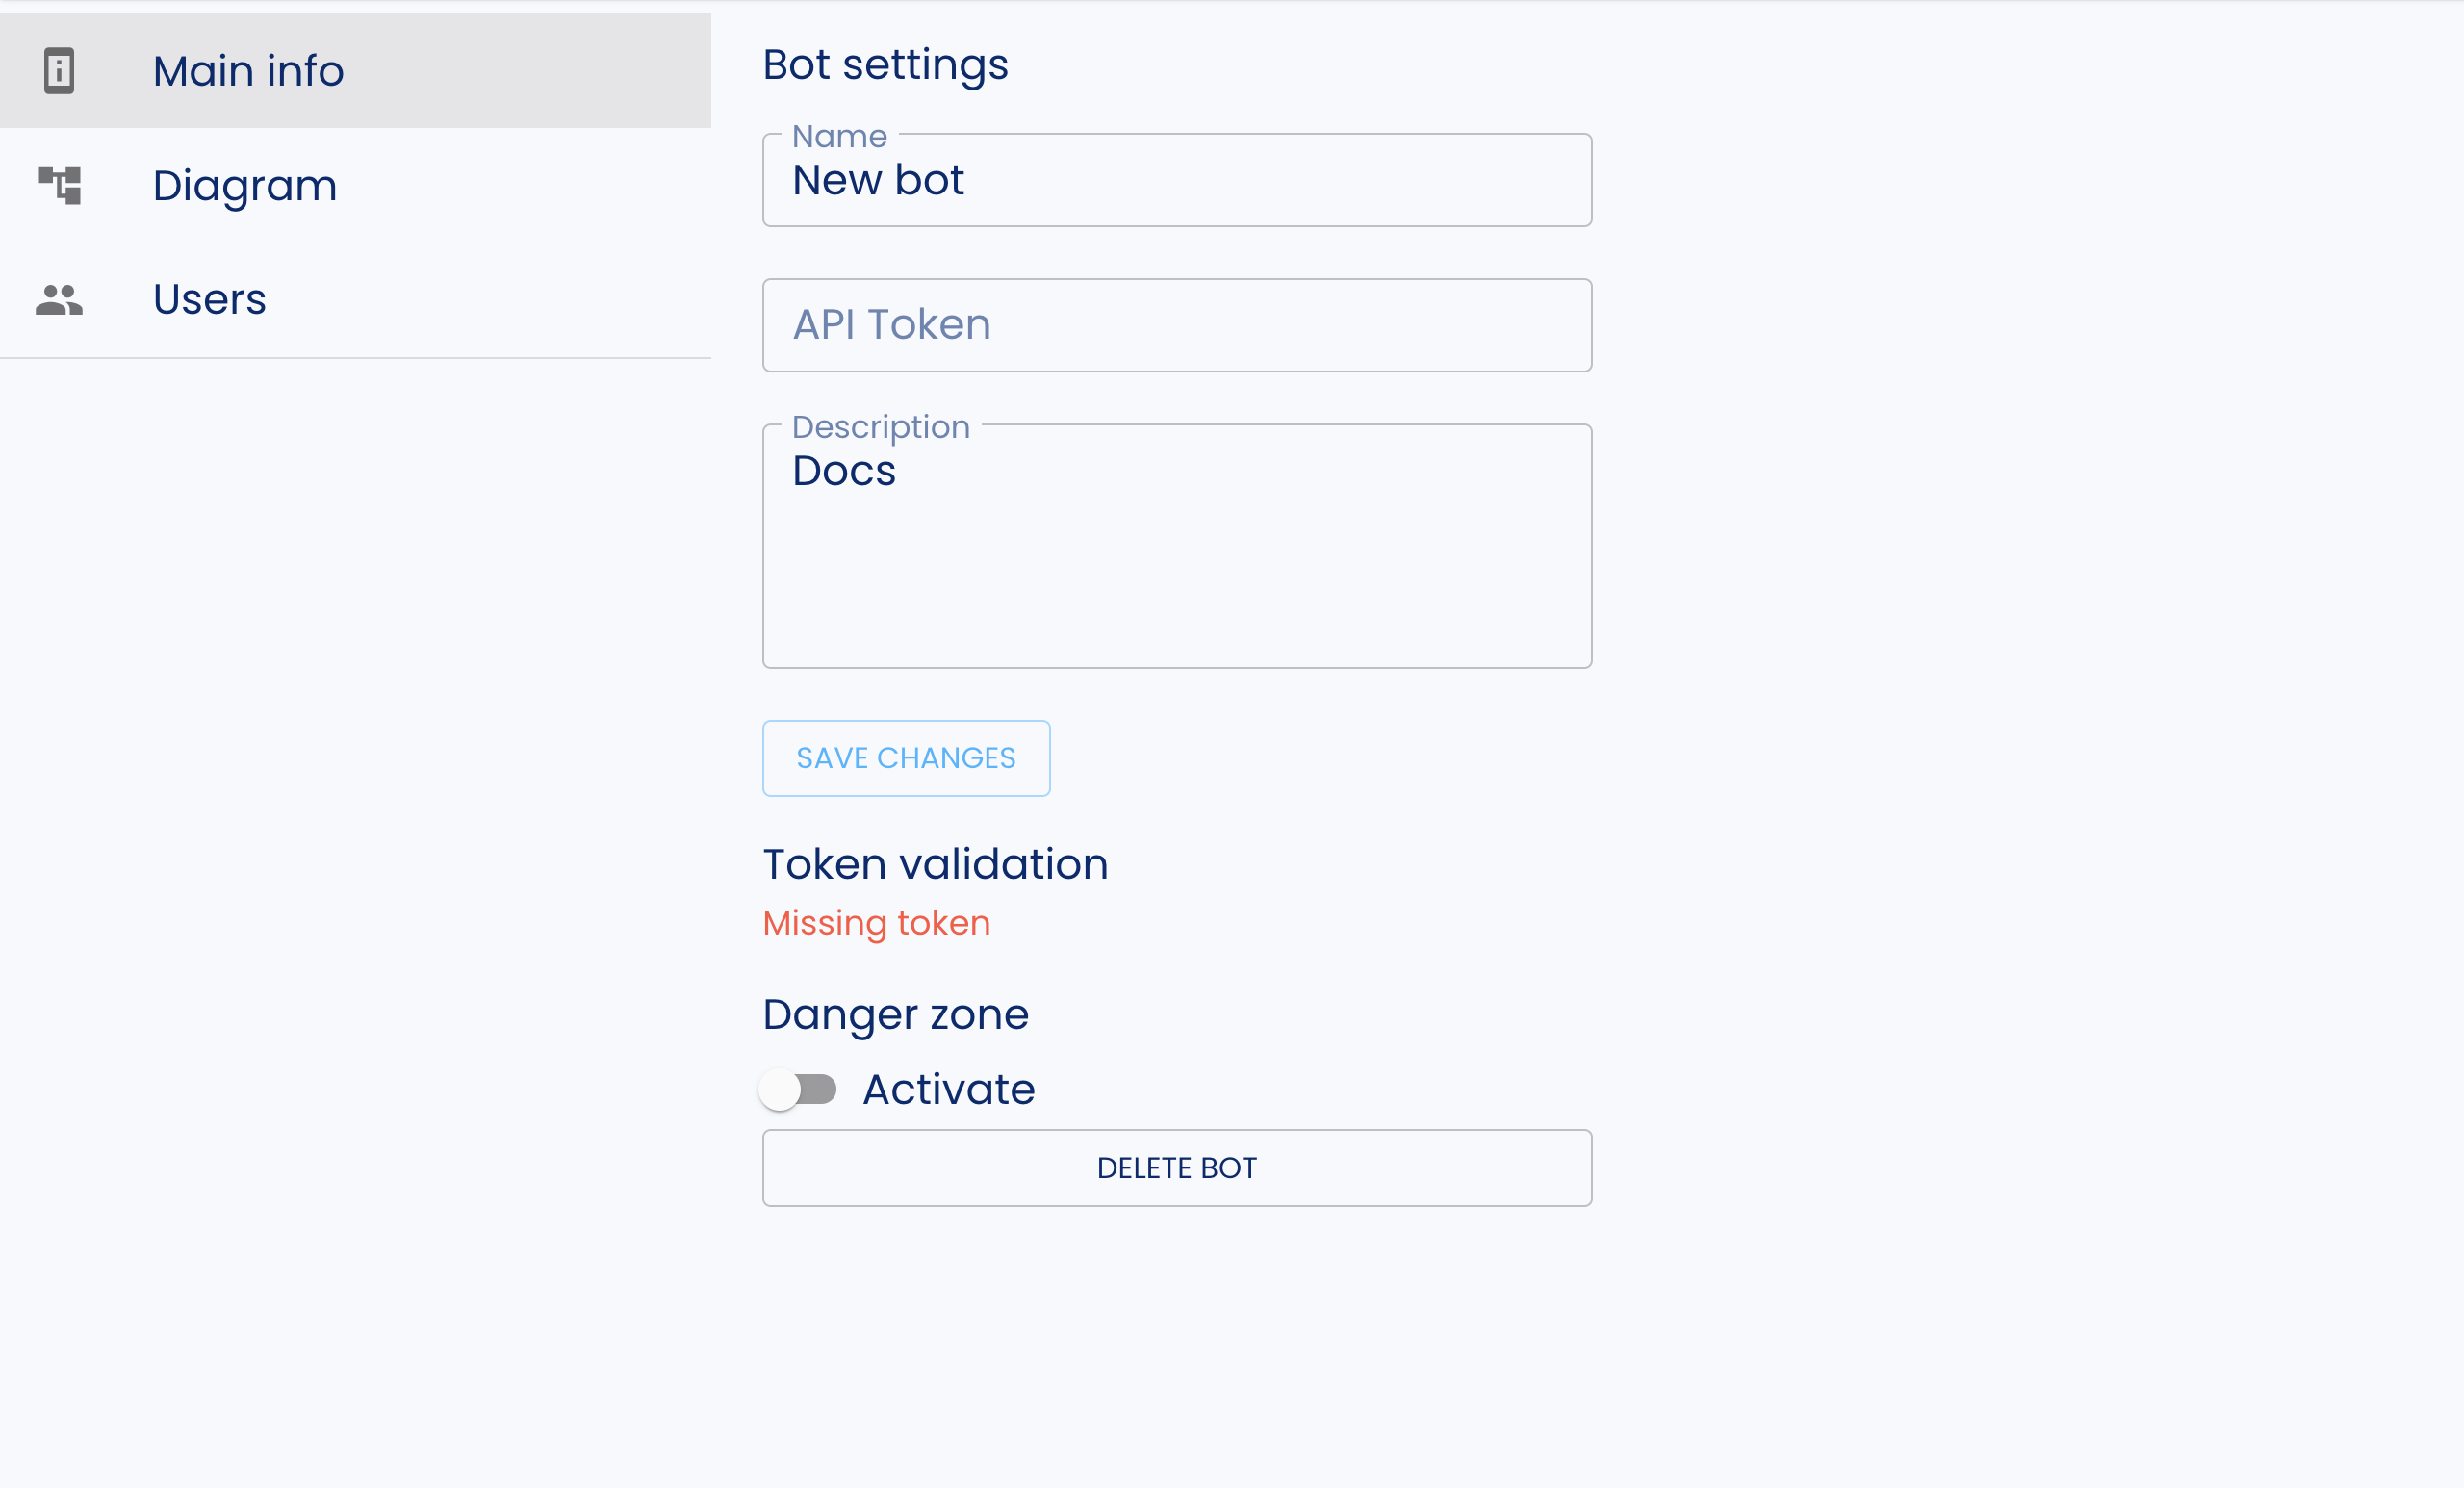 Main info
Diagram
Users
Bot settings
Name
New bot
API Token
Description
Docs
SAVE CHANGES
Token validation
Missing token
Danger zone
Activate
DELETE BOT